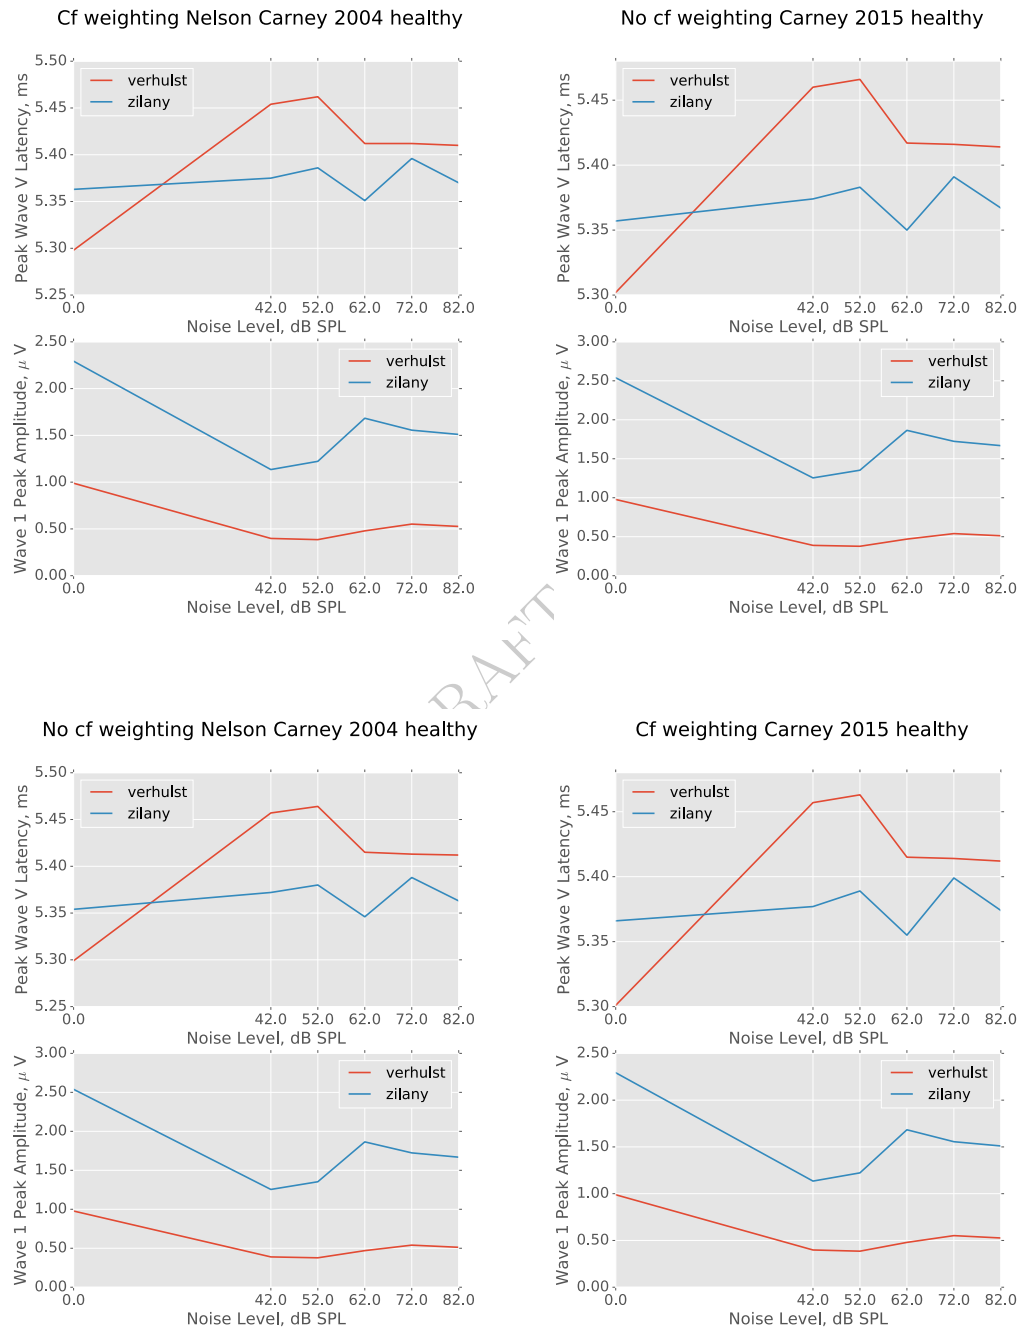 Cf weighting Nelson Carney 2004 healthy
5.50
5.45
5.40
5.35
5.30
5.25
Peak Wave V Latency, ms
verhulst
zilany
0.0 42.0 52.0 62.0 72.0 82.0
Noise Level, dB SPL
2.50
2.00
1.50
1.00
0.50
0.00
Wave 1 Peak Amplitude, μ V
verhulst
zilany
0.0 42.0 52.0 62.0 72.0 82.0
Noise Level, dB SPL
No cf weighting Carney 2015 healthy
5.45
5.40
5.35
5.30
Peak Wave V Latency, ms
verhulst
zilany
0.0 42.0 52.0 62.0 72.0 82.0
Noise Level, dB SPL
3.00
2.50
2.00
1.50
1.00
0.50
0.00
Wave 1 Peak Amplitude, μ V
verhulst
zilany
0.0 42.0 52.0 62.0 72.0 82.0
Noise Level, dB SPL
RAFT
No cf weighting Nelson Carney 2004 healthy
5.50
5.45
5.40
5.35
5.30
5.25
Peak Wave V Latency, ms
verhulst
zilany
0.0 42.0 52.0 62.0 72.0 82.0
Noise Level, dB SPL
3.00
2.50
2.00
1.50
1.00
0.50
0.00
Wave 1 Peak Amplitude, μ V
verhulst
zilany
0.0 42.0 52.0 62.0 72.0 82.0
Noise Level, dB SPL
Cf weighting Carney 2015 healthy
5.45
5.40
5.35
5.30
Peak Wave V Latency, ms
verhulst
zilany
0.0 42.0 52.0 62.0 72.0 82.0
Noise Level, dB SPL
2.50
2.00
1.50
1.00
0.50
0.00
Wave 1 Peak Amplitude, μ V
verhulst
zilany
0.0 42.0 52.0 62.0 72.0 82.0
Noise Level, dB SPL